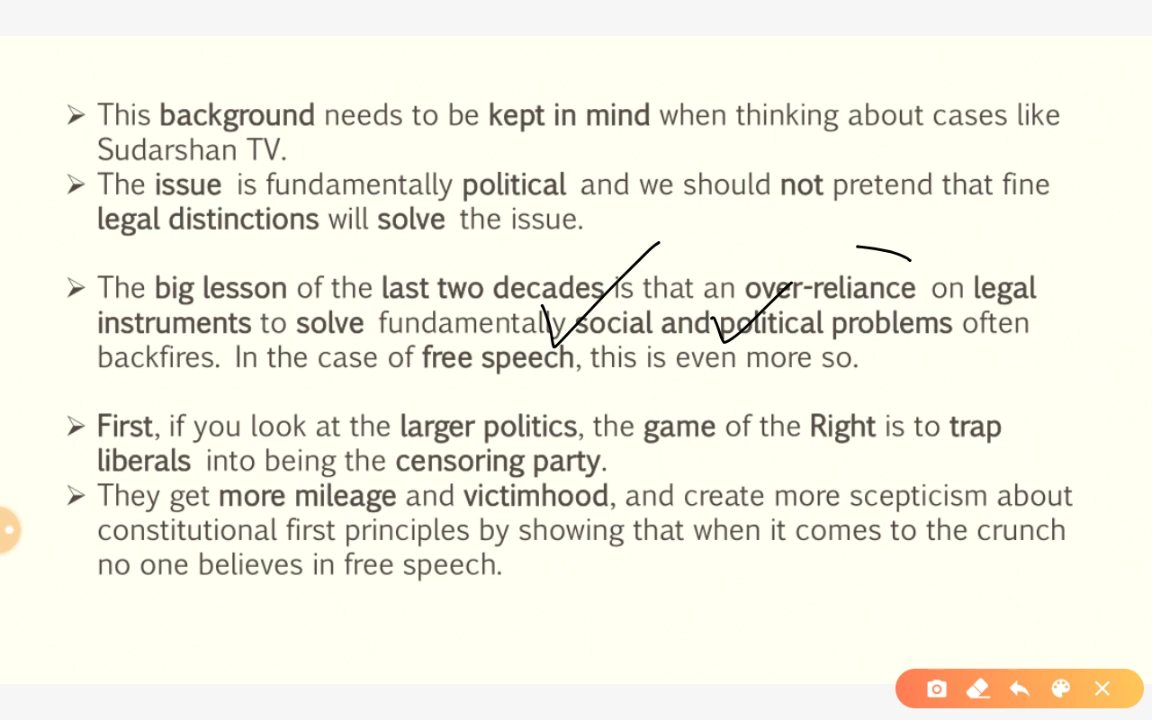 ➢ This background needs to be kept in mind when thinking about cases like
Sudarshan TV.
➢ The issue is fundamentally political and we should not pretend that fine
legal distinctions will solve the issue.
➢ The big lesson of the last two decades is that an over-reliance on legal
instruments to solve fundamentally social and political problems often
backfires. In the case of free speech, this is even more so.
➢ First, if you look at the larger politics, the game of the Right is to trap
liberals into being the censoring party.
➢ They get more mileage and victimhood, and create more scepticism about
constitutional first principles by showing that when it comes to the crunch
no one believes in free speech.